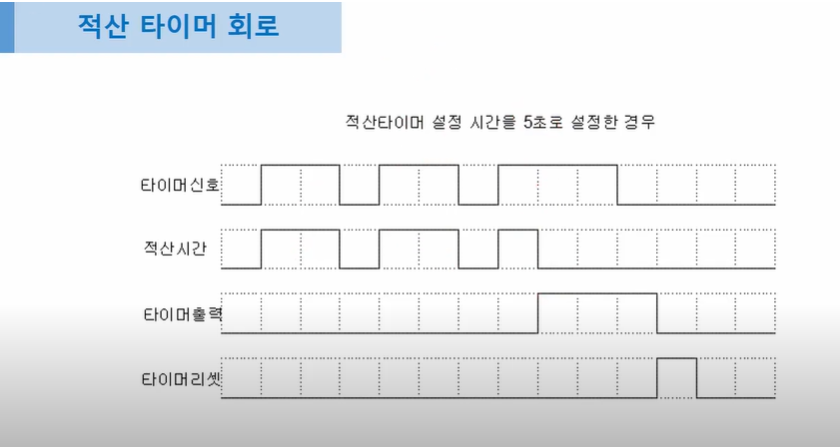 적산 타이머 회로
적산타이머 설정 시간을 5초로 설정한 경우
타이머신호
적산시간
타이머출력
타이머리셋